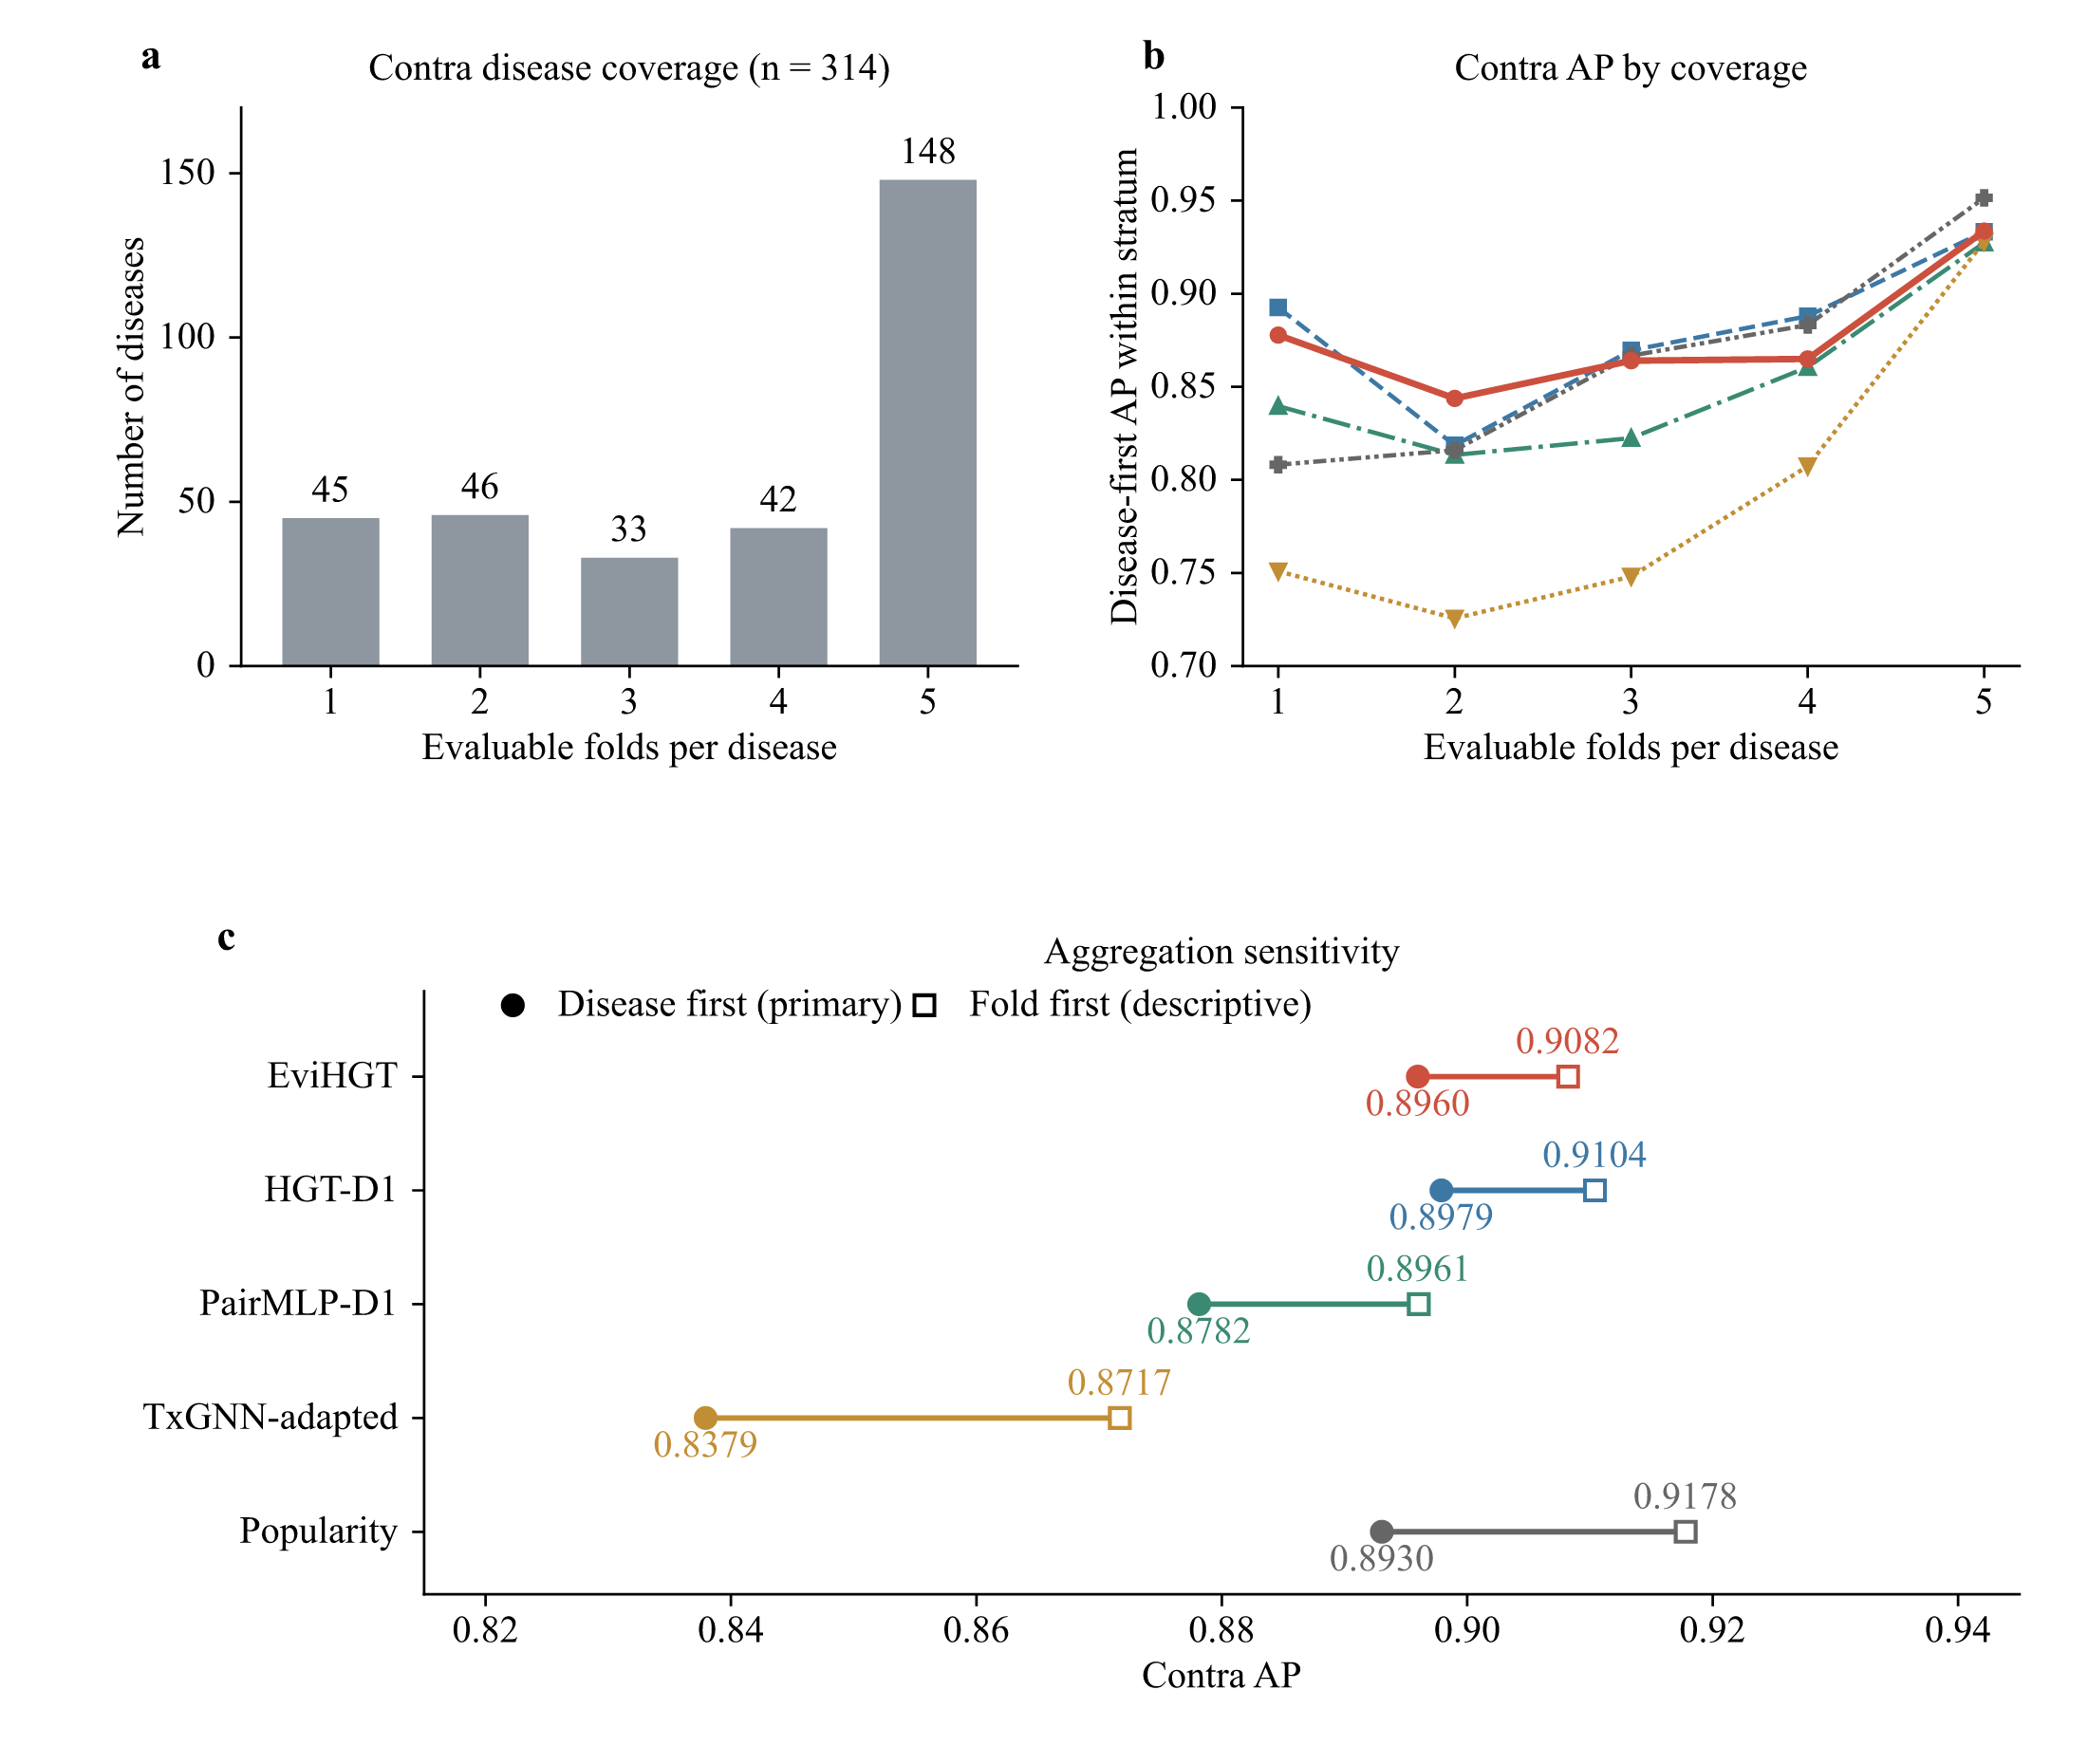 a
Contra disease coverage (n = 314)
Number of diseases
150
100
50
0
45
46
33
42
148
1
2
3
4
5
Evaluable folds per disease
b
Contra AP by coverage
Disease-first AP within stratum
1.00
0.95
0.90
0.85
0.80
0.75
0.70
1
2
3
4
5
Evaluable folds per disease
c
Aggregation sensitivity
Disease first (primary)
Fold first (descriptive)
EviHGT
0.9082
0.8960
HGT-D1
0.9104
0.8979
PairMLP-D1
0.8961
0.8782
TxGNN-adapted
0.8717
0.8379
Popularity
0.9178
0.8930
0.82
0.84
0.86
0.88
0.90
0.92
0.94
Contra AP